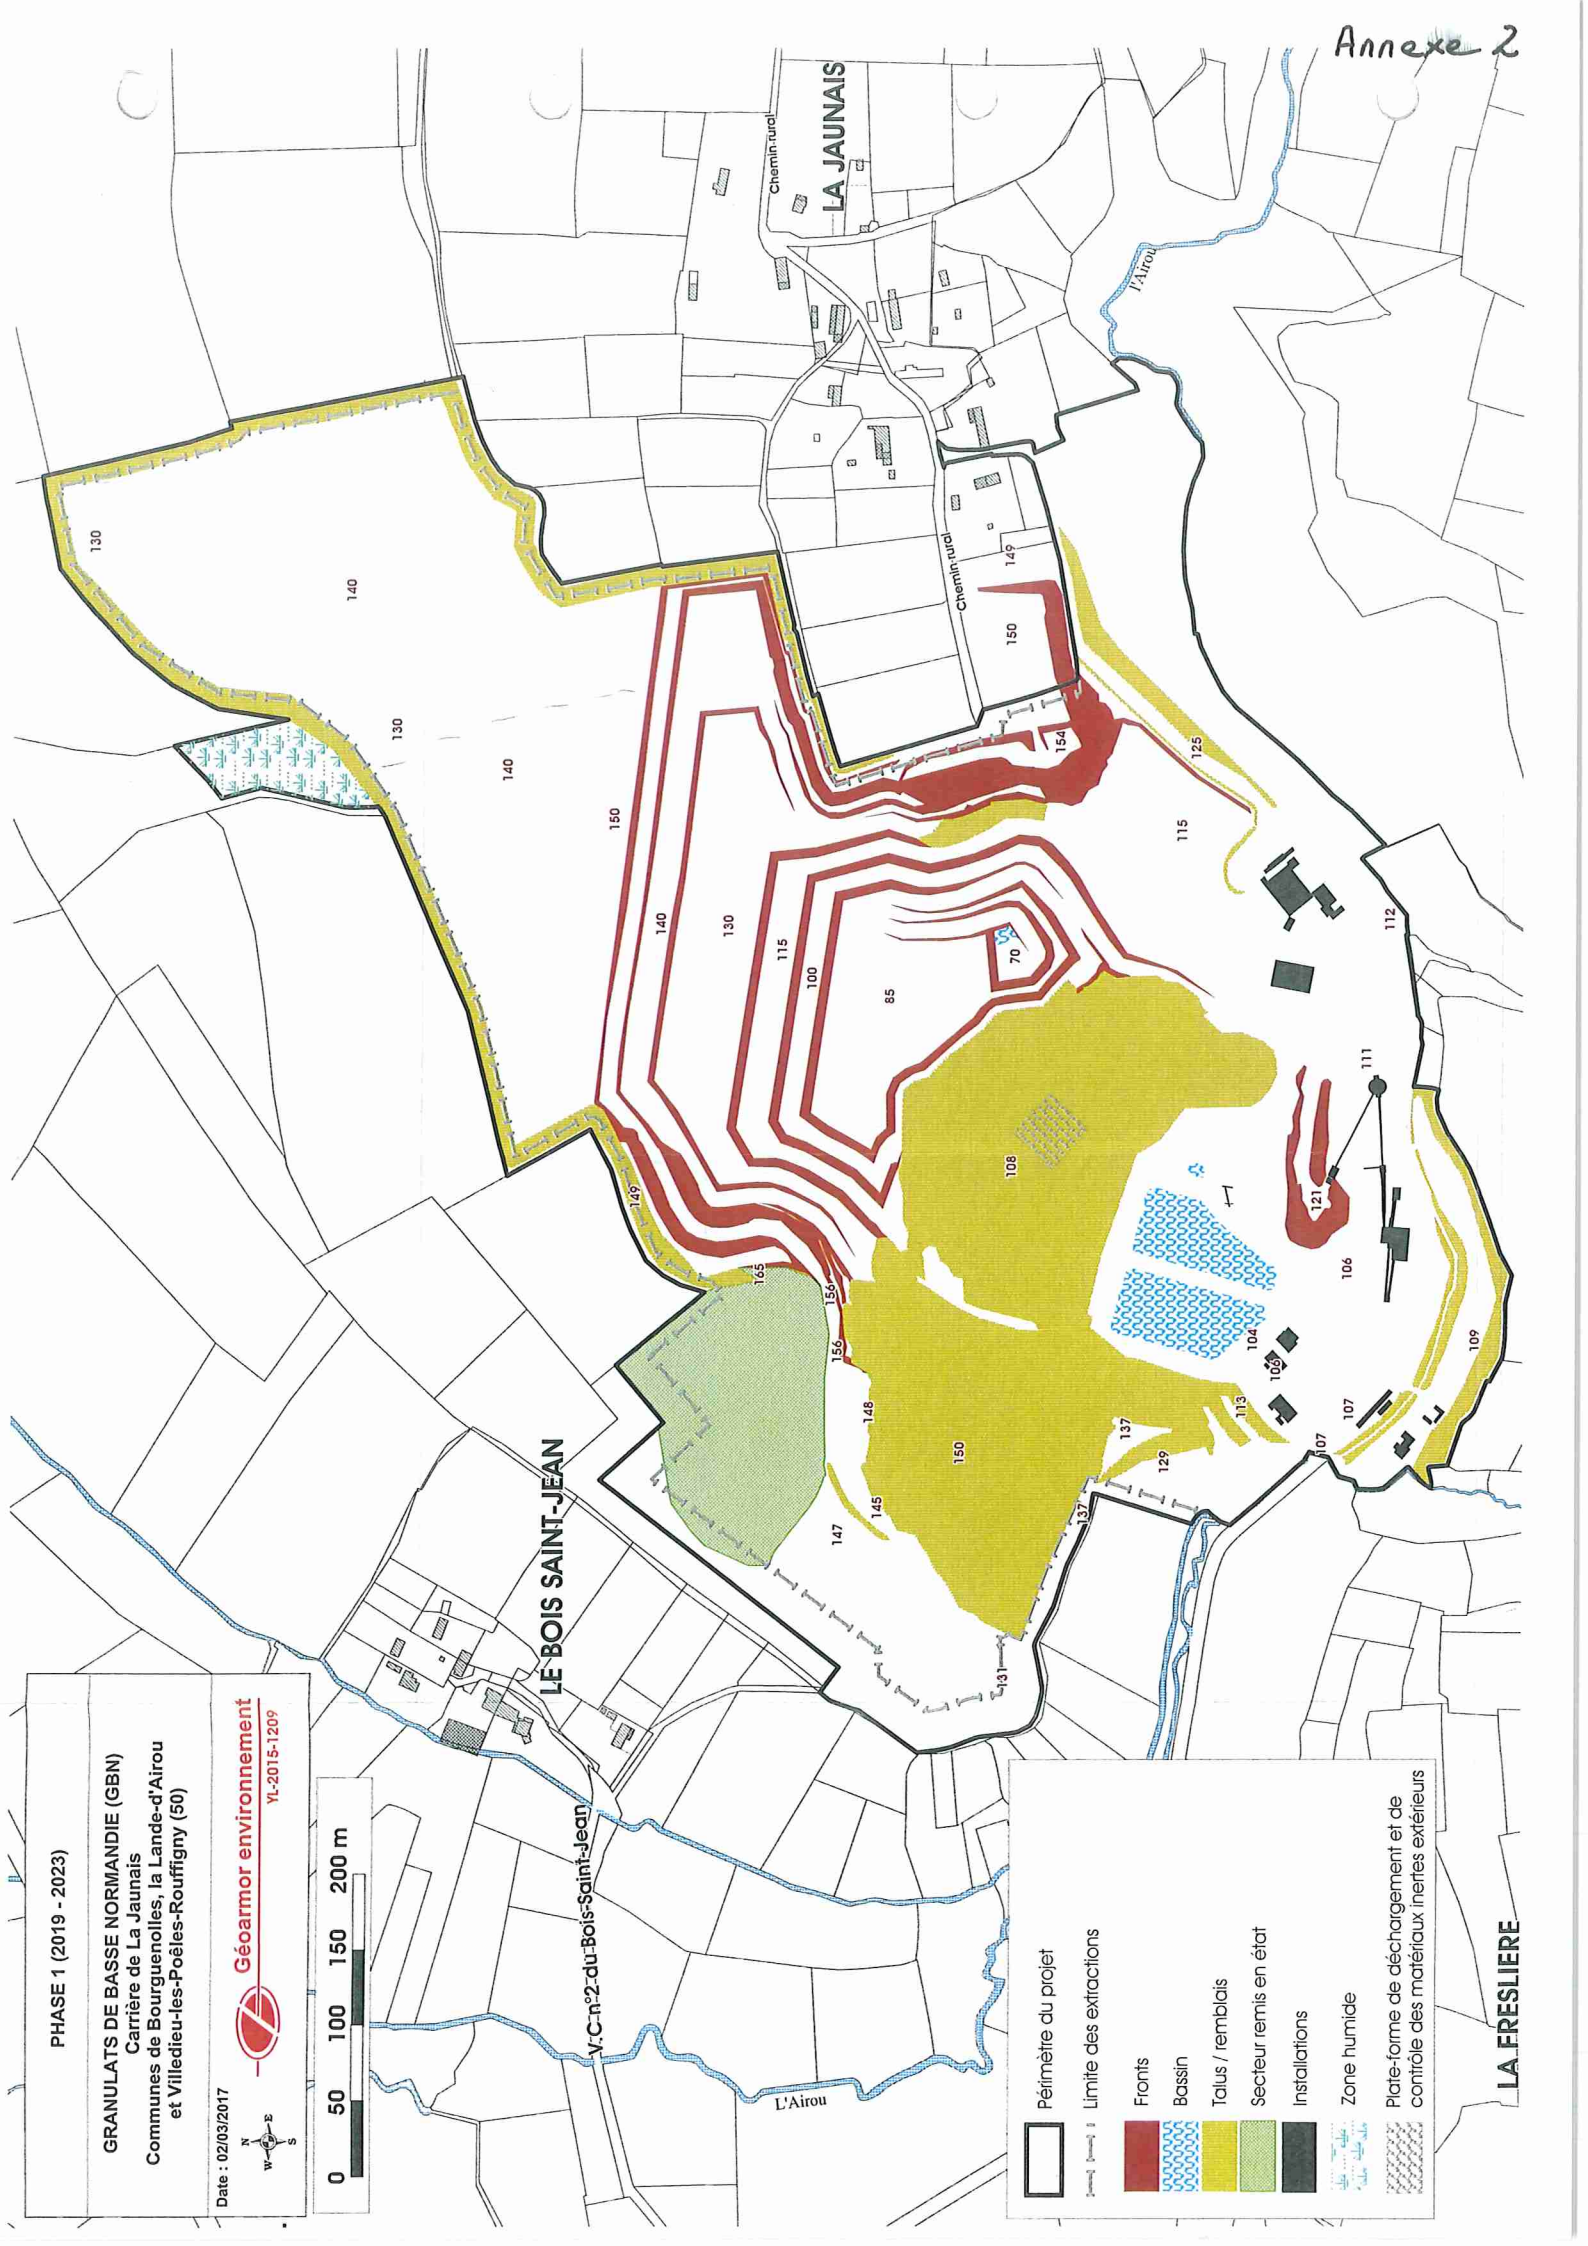 Annexe 2
PHASE 1 (2019 - 2023)
GRANULATS DE BASSE NORMANDIE (GBN)
Carrière de La Jaunais
Communes de Bourguenolles, la Lande-d'Airou
et Villedieu-les-Poêles-Rouffigny (50)
Date : 02/03/2017
Géoarmor environnement
YL-2015-1209
N
W
E
S
0 50 100 150 200 m
LE BOIS SAINT-JEAN
V.C.n°2-du-Bois-Saint-Jean
L'Airou
LA JAUNAIS
Chemin-rural
Chemin-rural
l'Airou
LA FRESLIERE
130
140
130
140
150
140
130
115
100
85
70
149
150
149
154
125
115
112
111
108
121
106
109
165
156
156
148
150
145
147
137
129
113
104
106
107
107
137
131
Périmètre du projet
Limite des extractions
Fronts
Bassin
Talus / remblais
Secteur remis en état
Installations
Zone humide
Plate-forme de déchargement et de
contrôle des matériaux inertes extérieurs